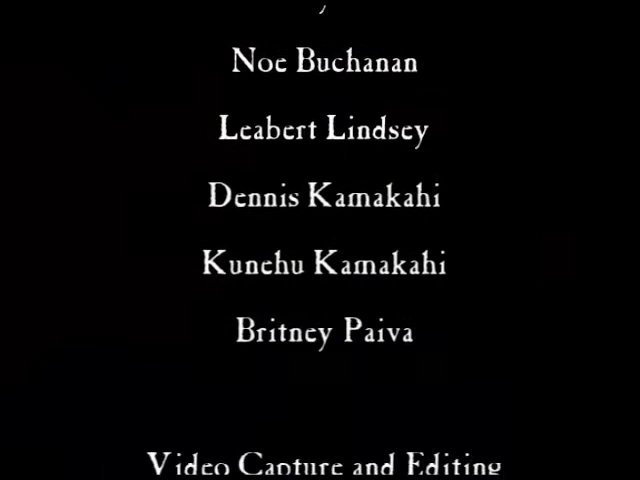 Noe Buchanan
Leabert Lindsey
Dennis Kamakahi
Kunehu Kamakahi
Britney Paiva
Video Capture and Editing